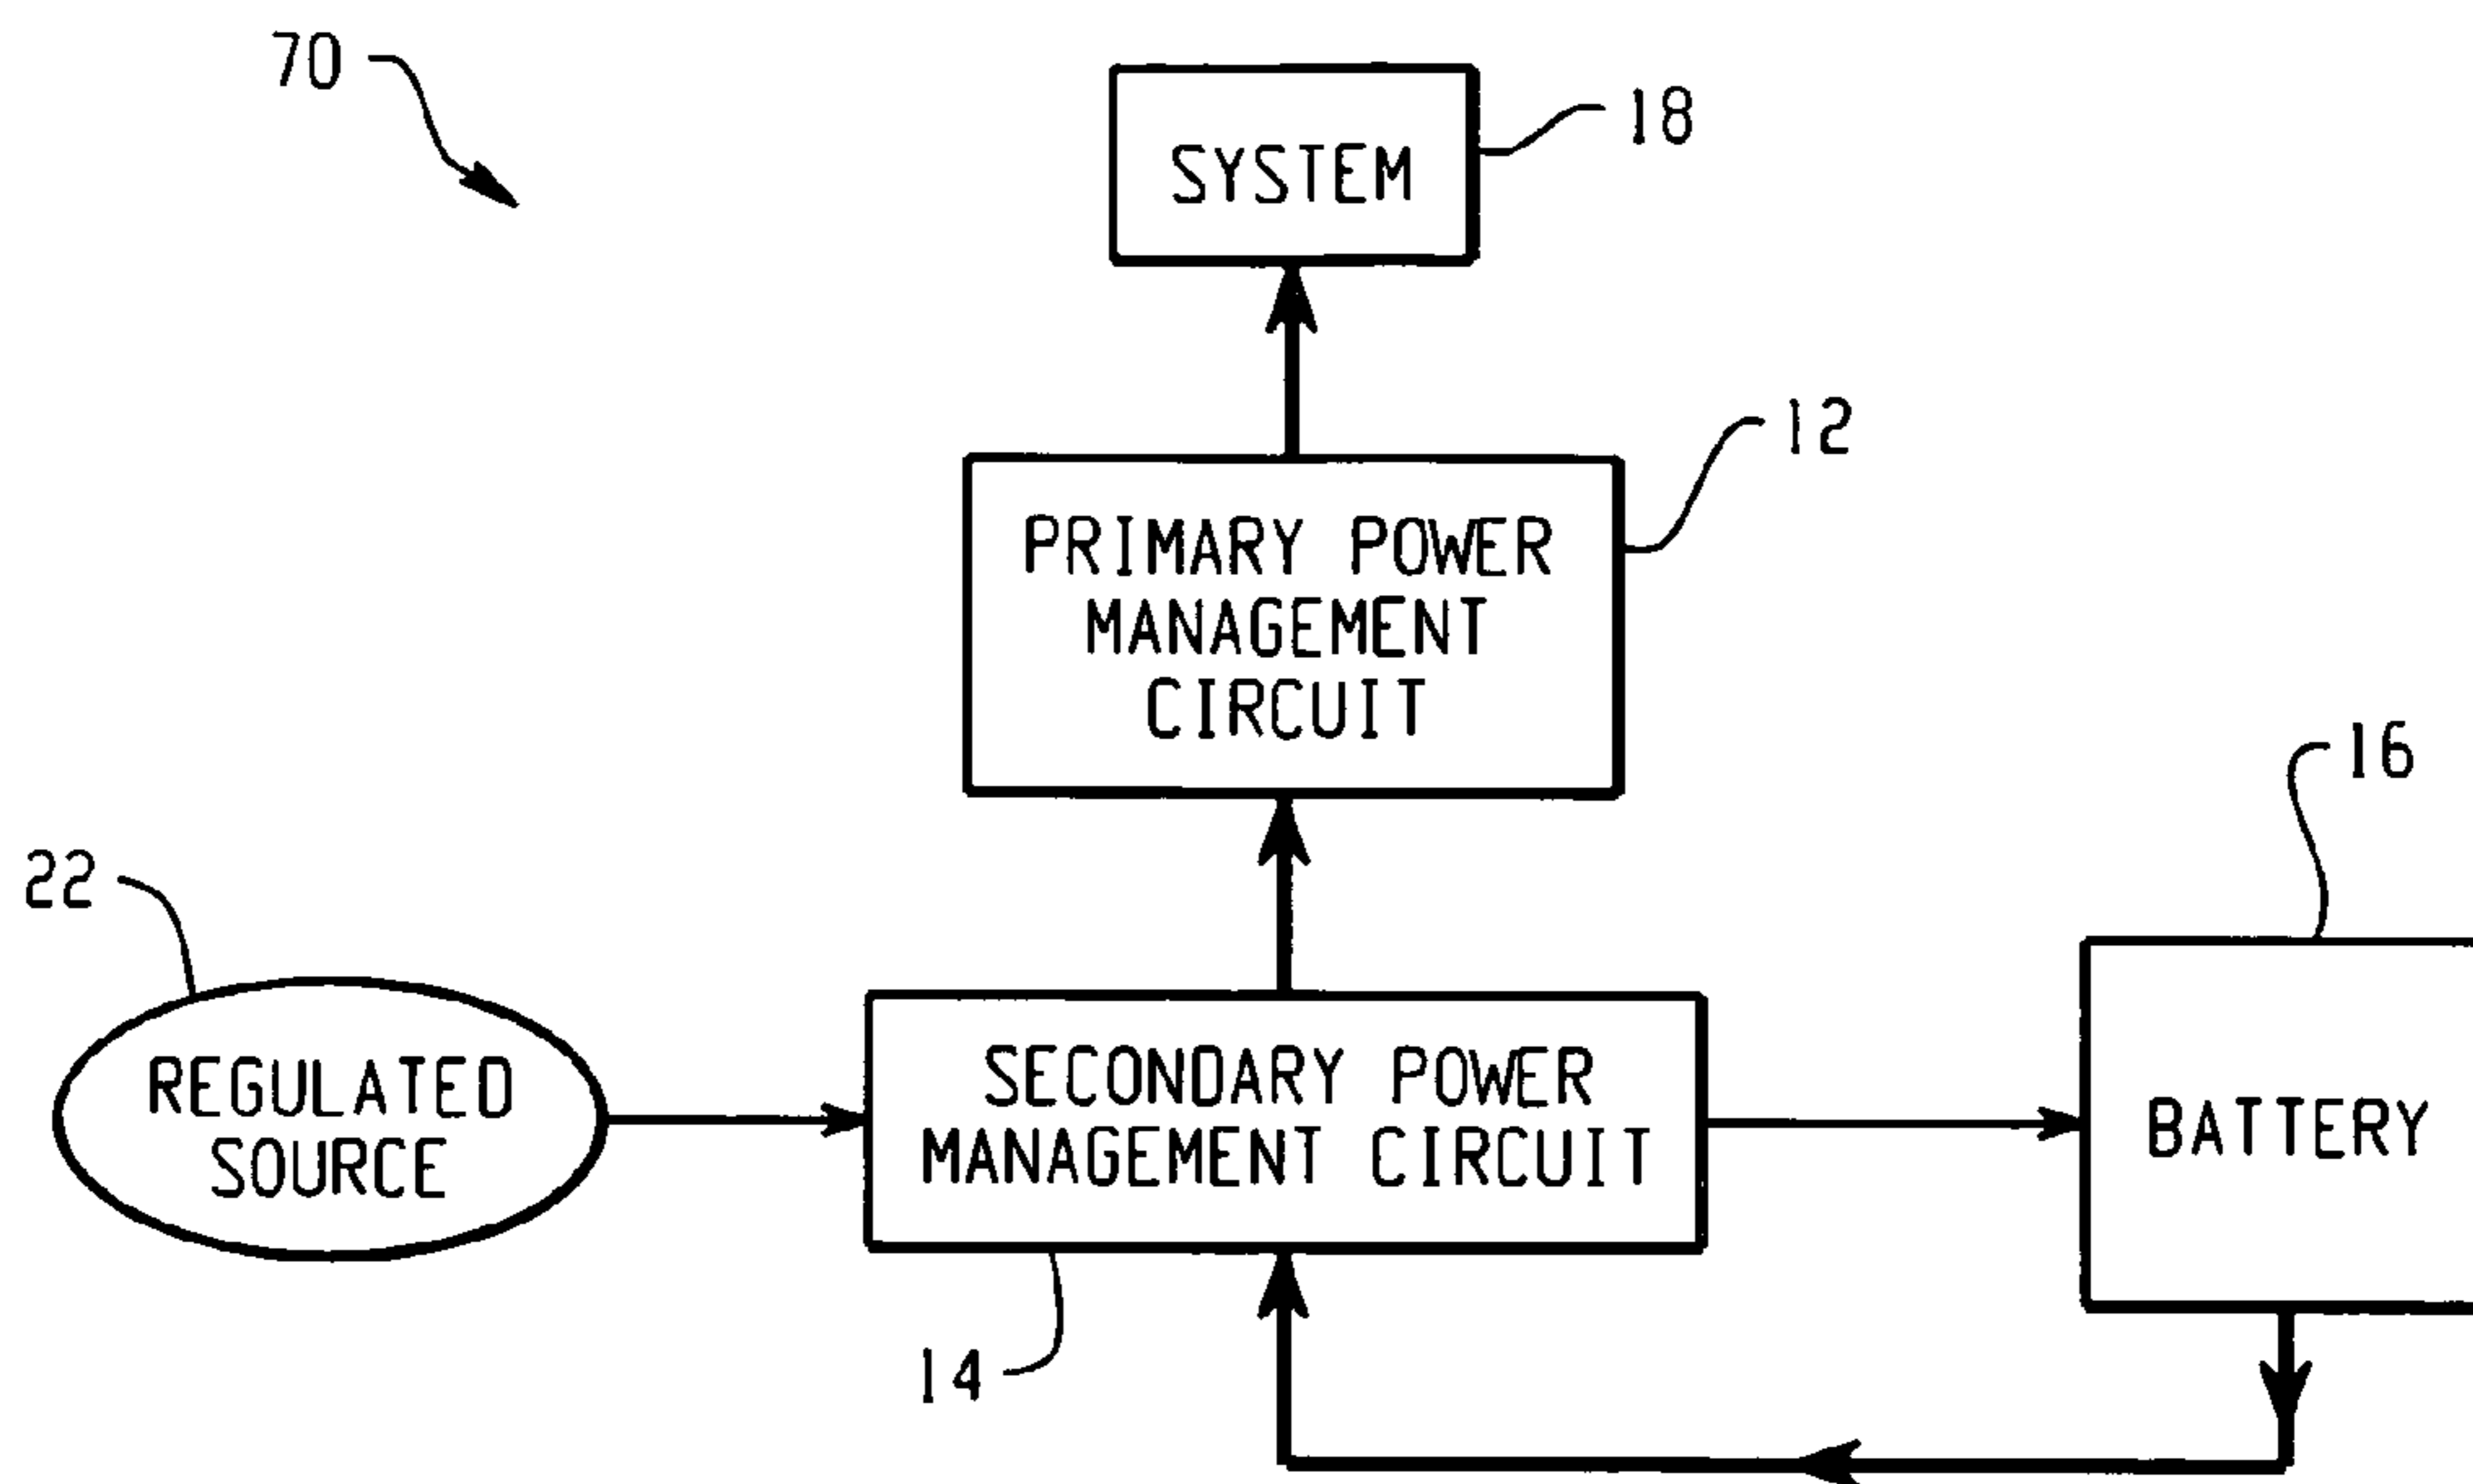 70
SYSTEM
18
12
PRIMARY POWER
MANAGEMENT
CIRCUIT
16
22
REGULATED
SOURCE
SECONDARY POWER
MANAGEMENT CIRCUIT
BATTERY
14